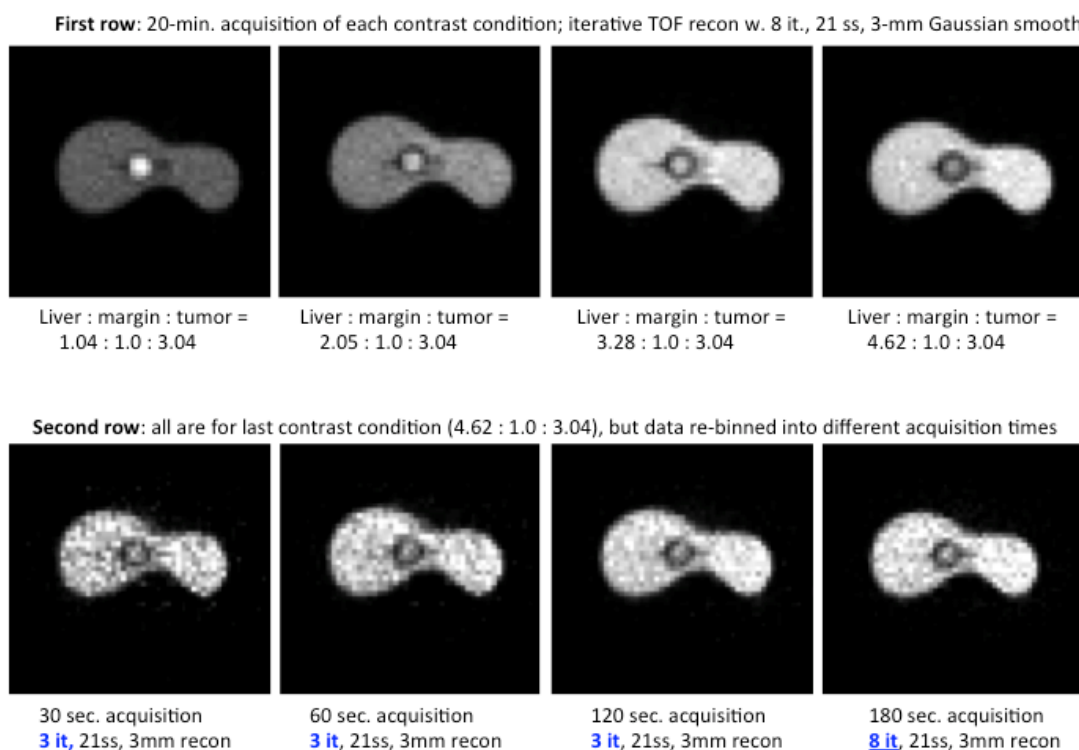 First row: 20-min. acquisition of each contrast condition; iterative TOF recon w. 8 it., 21 ss, 3-mm Gaussian smooth
Liver : margin : tumor =
1.04 : 1.0 : 3.04
Liver : margin : tumor =
2.05 : 1.0 : 3.04
Liver : margin : tumor =
3.28 : 1.0 : 3.04
Liver : margin : tumor =
4.62 : 1.0 : 3.04
Second row: all are for last contrast condition (4.62 : 1.0 : 3.04), but data re-binned into different acquisition times
30 sec. acquisition
3 it, 21ss, 3mm recon
60 sec. acquisition
3 it, 21ss, 3mm recon
120 sec. acquisition
3 it, 21ss, 3mm recon
180 sec. acquisition
8 it, 21ss, 3mm recon